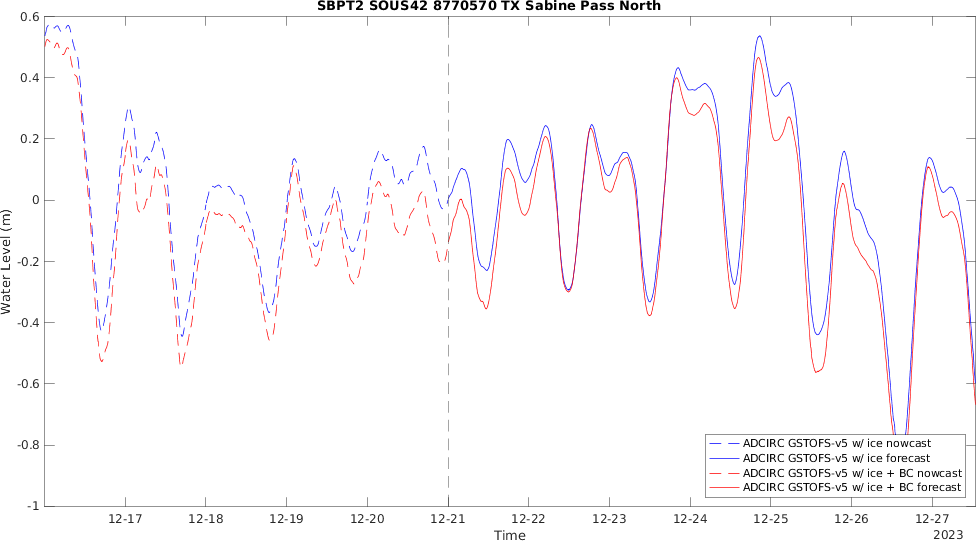 SBPT2 SOUS42 8770570 TX Sabine Pass North
0.6
0.4
0.2
0
-0.2
-0.4
-0.6
-0.8
-1
Water Level (m)
ADCIRC GSTOFS-v5 w/ ice nowcast
ADCIRC GSTOFS-v5 w/ ice forecast
ADCIRC GSTOFS-v5 w/ ice + BC nowcast
ADCIRC GSTOFS-v5 w/ ice + BC forecast
12-17 12-18 12-19 12-20 12-21 12-22 12-23 12-24 12-25 12-26 12-27
Time
2023